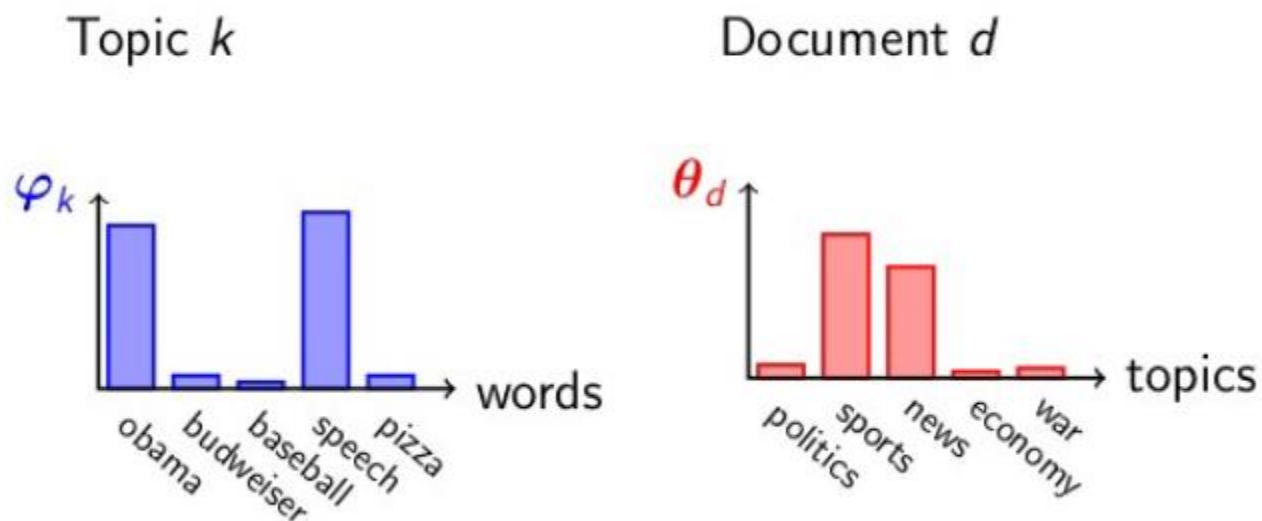 Topic k
Document d
φk
words
obama
budweiser
baseball
speech
pizza
θd
topics
politics
sports
news
economy
war